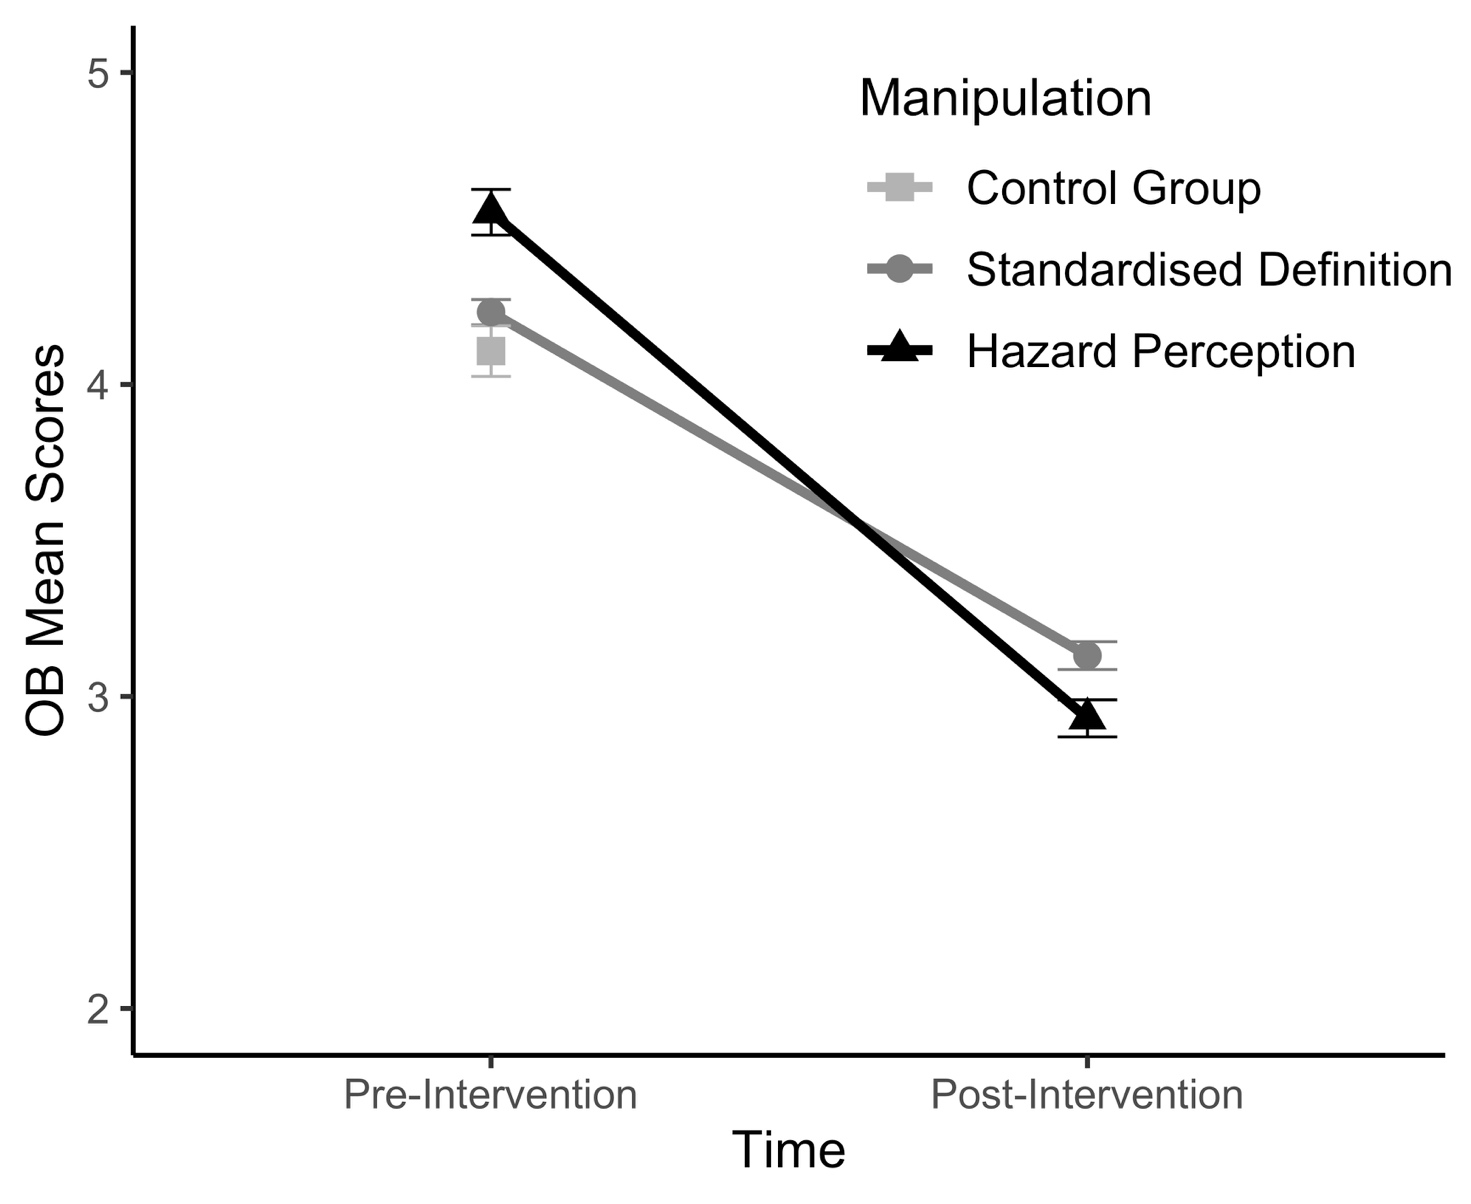 5
4
3
2
OB Mean Scores
Manipulation
Control Group
Standardised Definition
Hazard Perception
Pre-Intervention
Post-Intervention
Time